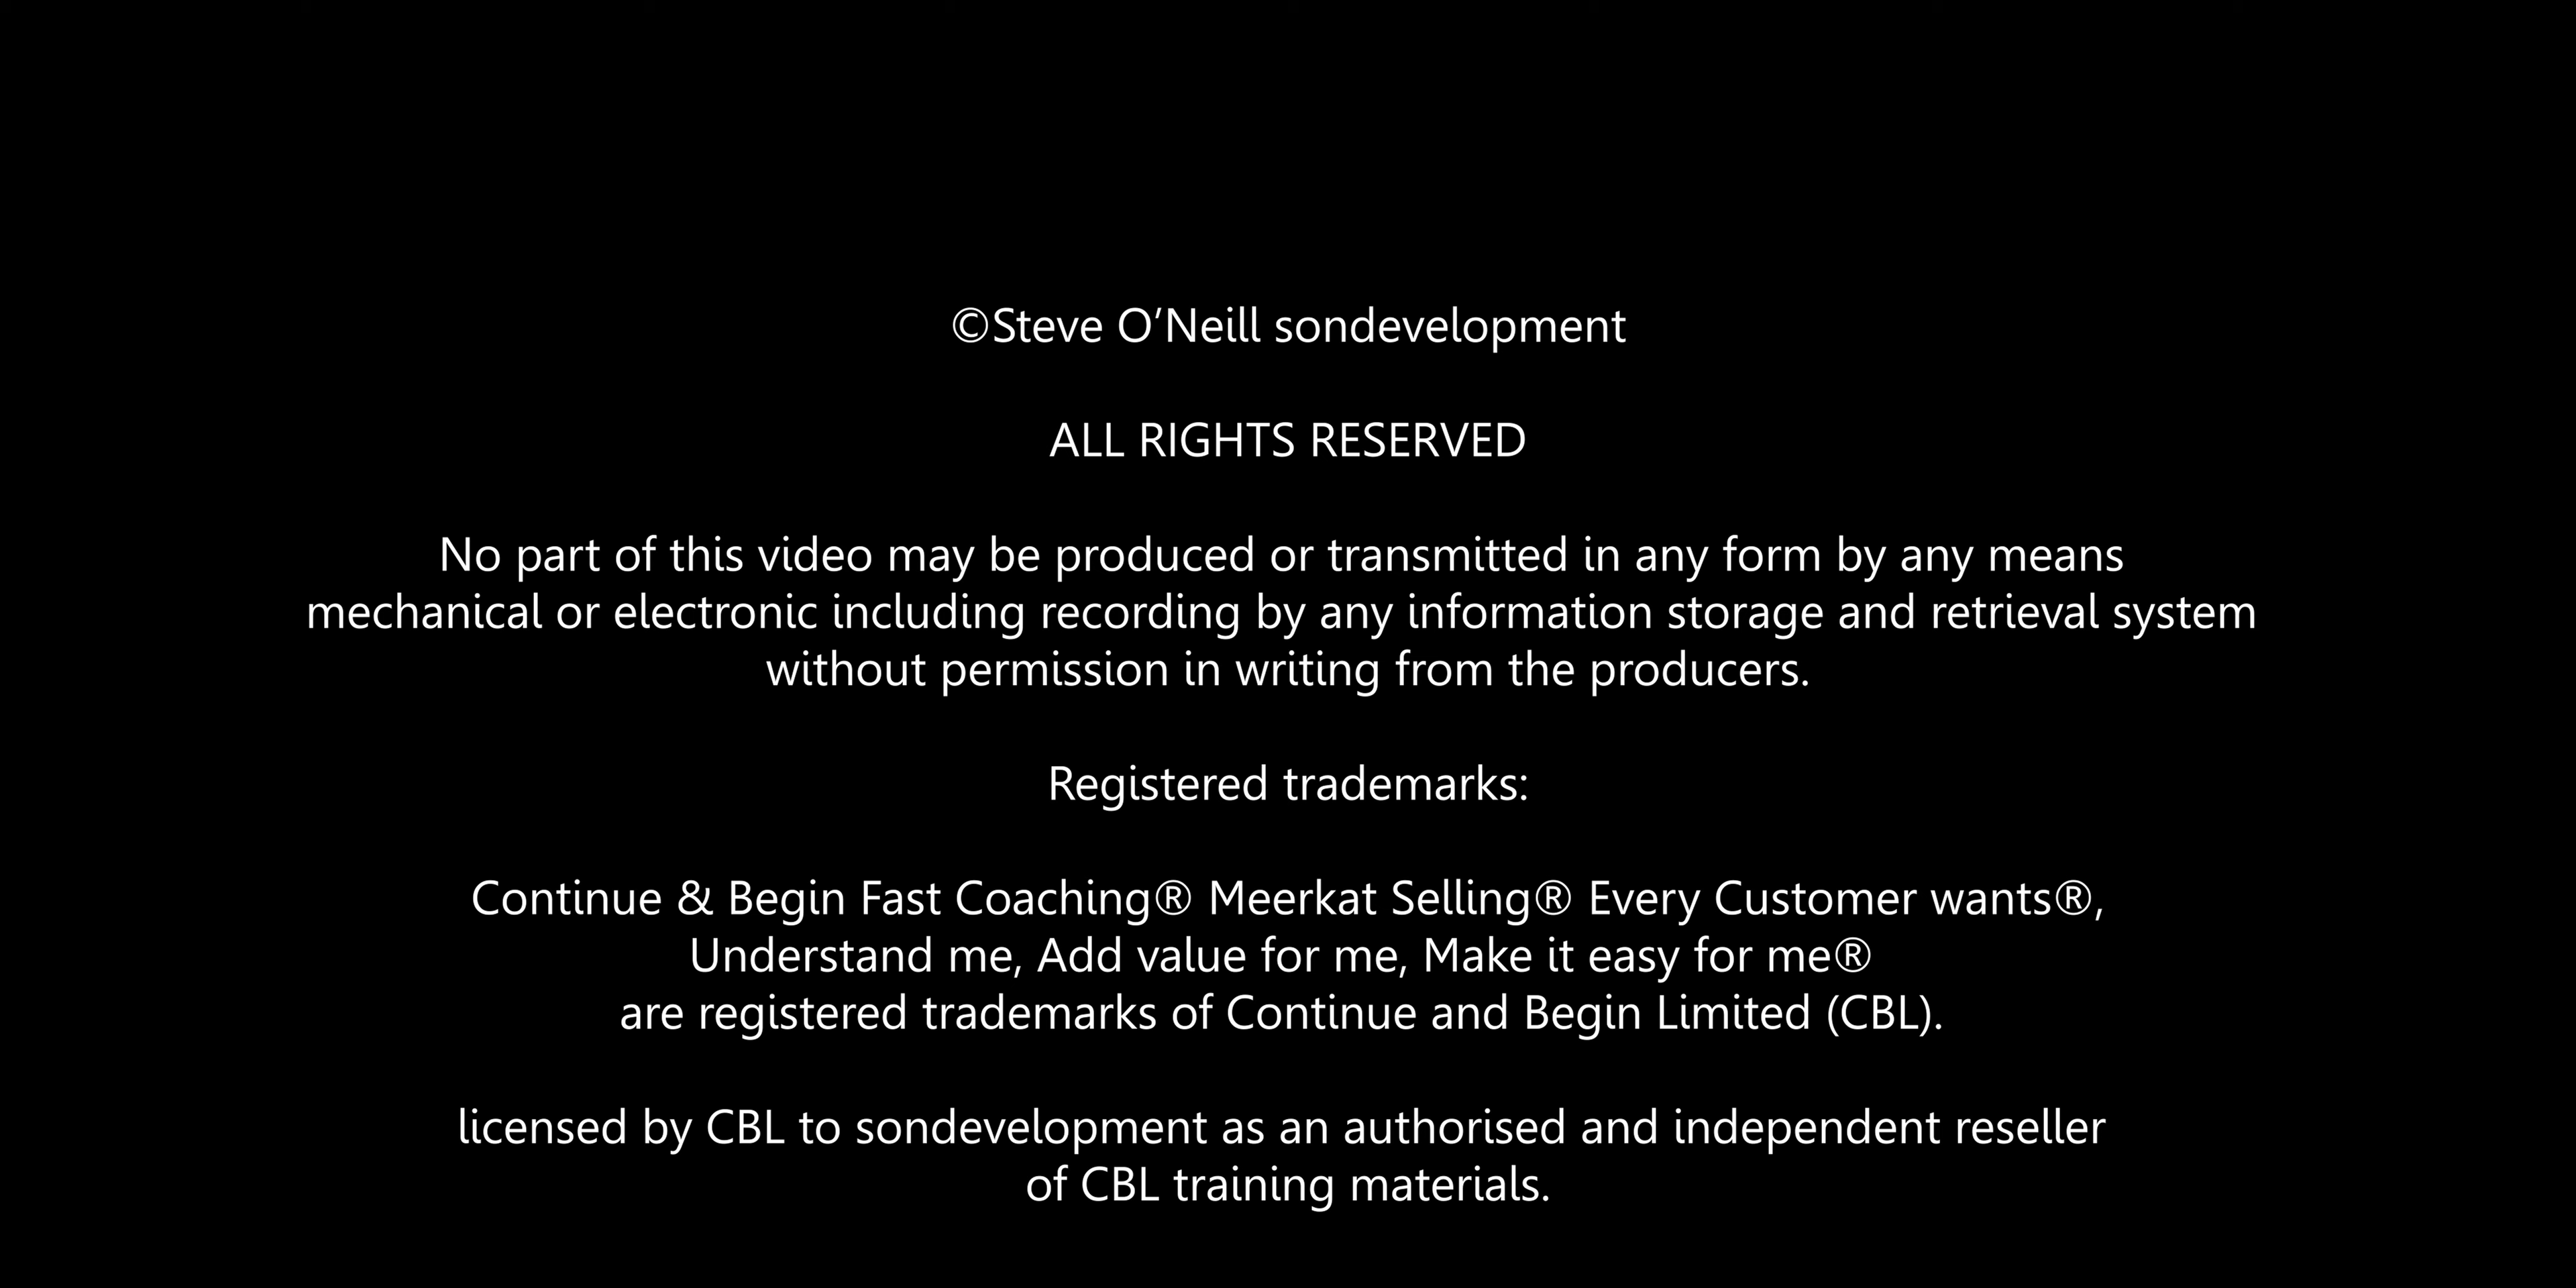 ©Steve O’Neill sondevelopment
ALL RIGHTS RESERVED
No part of this video may be produced or transmitted in any form by any means
mechanical or electronic including recording by any information storage and retrieval system
without permission in writing from the producers.
Registered trademarks:
Continue & Begin Fast Coaching® Meerkat Selling® Every Customer wants®,
Understand me, Add value for me, Make it easy for me®
are registered trademarks of Continue and Begin Limited (CBL).
licensed by CBL to sondevelopment as an authorised and independent reseller
of CBL training materials.